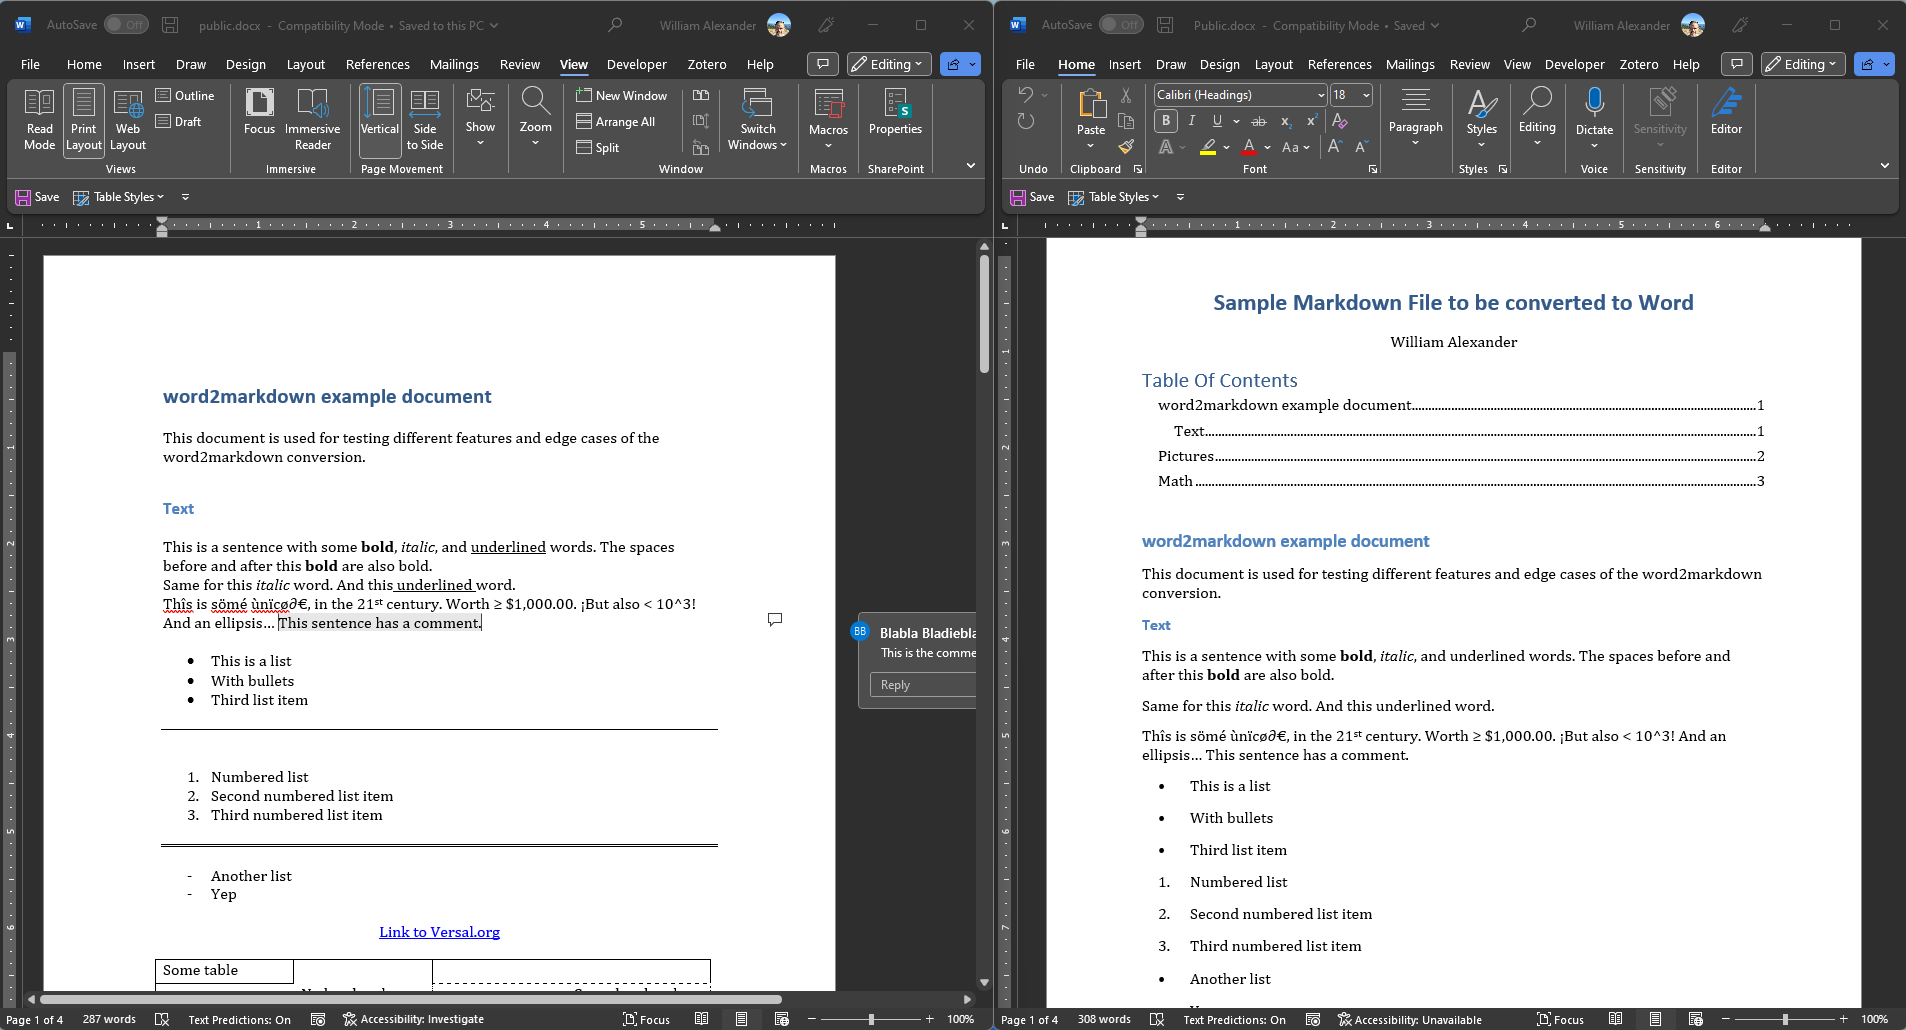 AutoSave Off public.docx - Compatibility Mode • Saved to this PC William Alexander
File Home Insert Draw Design Layout References Mailings Review View Developer Zotero Help Editing
Read Mode Print Layout Web Layout Outline Draft Focus Immersive Reader Vertical Side to Side Show Zoom New Window Arrange All Split Switch Windows Macros Properties
Views Immersive Page Movement Window Macros SharePoint
Save Table Styles
1 2 3 4 5
word2markdown example document
This document is used for testing different features and edge cases of the
word2markdown conversion.
Text
This is a sentence with some bold, italic, and underlined words. The spaces
before and after this bold are also bold.
Same for this italic word. And this underlined word.
Thîs is sömé ùnïcø∂€, in the 21st century. Worth ≥ $1,000.00. ¡But also < 10^3!
And an ellipsis… This sentence has a comment.
BB Blabla Bladiebla
This is the comme
Reply
• This is a list
• With bullets
• Third list item
1. Numbered list
2. Second numbered list item
3. Third numbered list item
- Another list
- Yep
Link to Versal.org
Some table
Page 1 of 4 287 words Text Predictions: On Accessibility: Investigate Focus 100%
AutoSave Off Public.docx - Compatibility Mode • Saved William Alexander
File Home Insert Draw Design Layout References Mailings Review View Developer Zotero Help Editing
Paste Calibri (Headings) 18 B I U ab x2 x2 A A A Aa A A Paragraph Styles Editing Dictate Sensitivity Editor
Undo Clipboard Font Styles Voice Sensitivity Editor
Save Table Styles
1 2 3 4 5 6
Sample Markdown File to be converted to Word
William Alexander
Table Of Contents
word2markdown example document 1
Text 1
Pictures 2
Math 3
word2markdown example document
This document is used for testing different features and edge cases of the word2markdown
conversion.
Text
This is a sentence with some bold, italic, and underlined words. The spaces before and
after this bold are also bold.
Same for this italic word. And this underlined word.
Thîs is sömé ùnïcø∂€, in the 21st century. Worth ≥ $1,000.00. ¡But also < 10^3! And an
ellipsis… This sentence has a comment.
• This is a list
• With bullets
• Third list item
1. Numbered list
2. Second numbered list item
3. Third numbered list item
• Another list
Page 1 of 4 308 words Text Predictions: On Accessibility: Unavailable Focus 100%